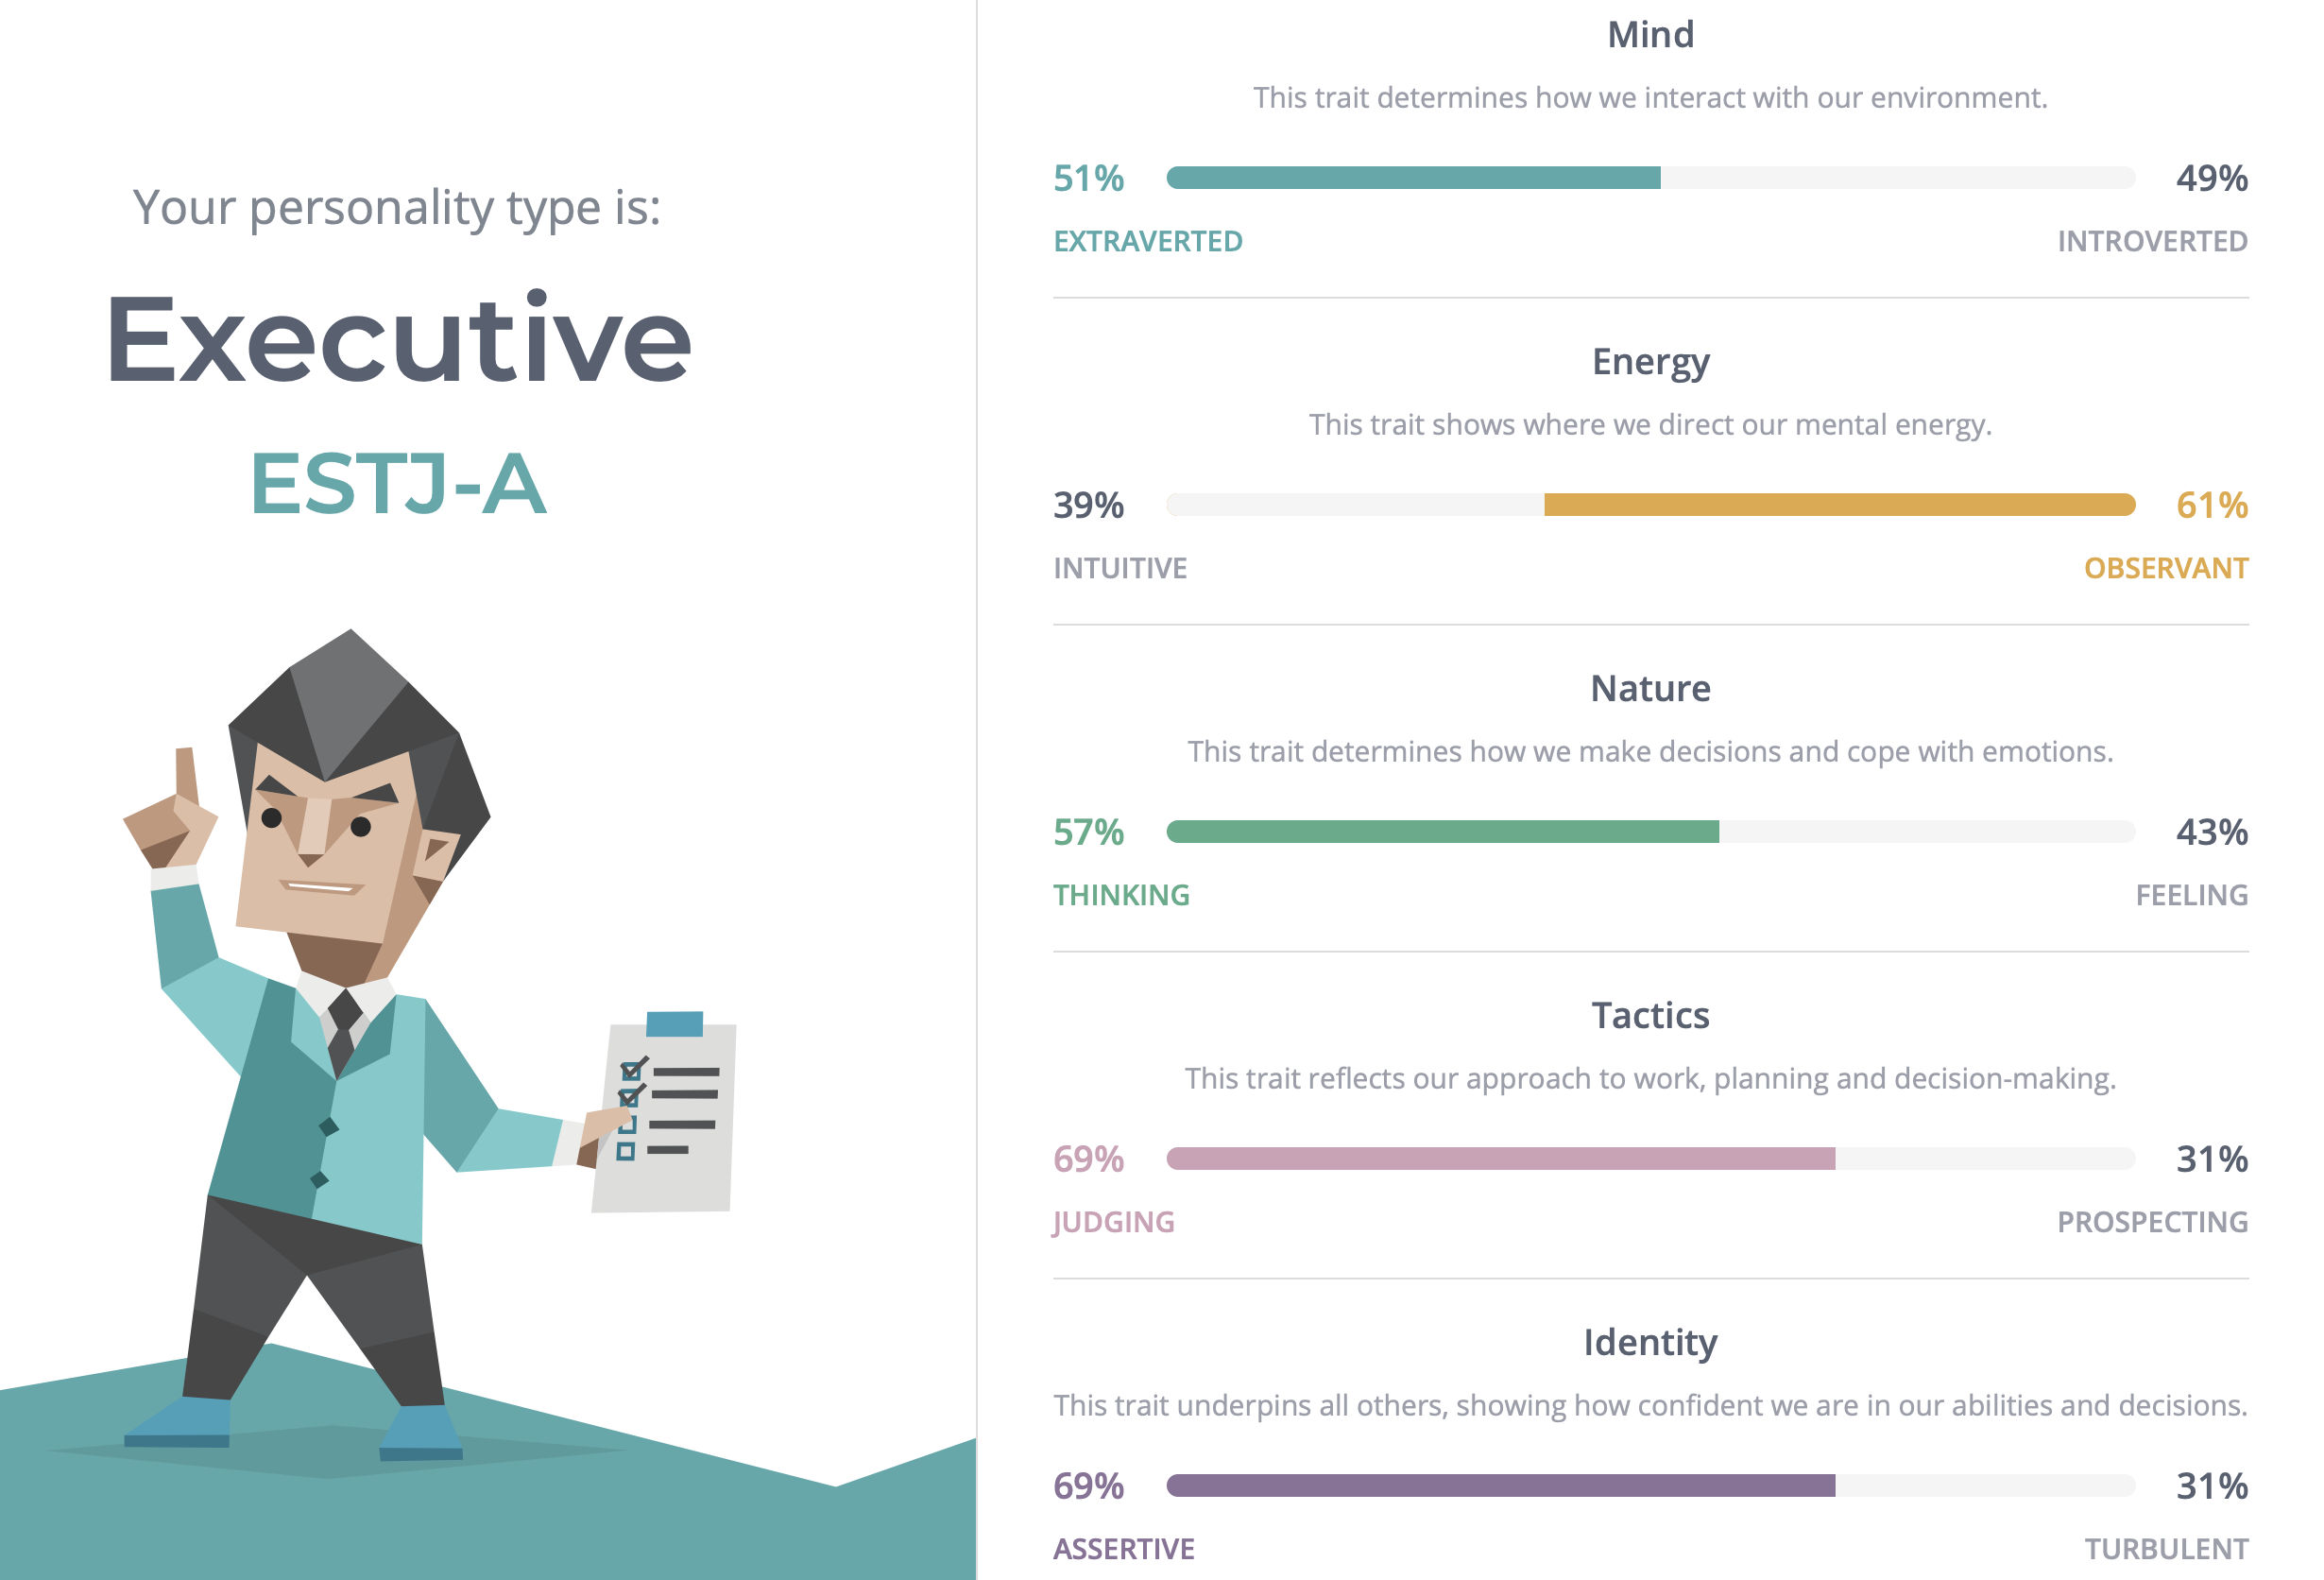 Your personality type is:
Executive
ESTJ-A
Mind
This trait determines how we interact with our environment.
51% 49%
EXTRAVERTED INTROVERTED
Energy
This trait shows where we direct our mental energy.
39% 61%
INTUITIVE OBSERVANT
Nature
This trait determines how we make decisions and cope with emotions.
57% 43%
THINKING FEELING
Tactics
This trait reflects our approach to work, planning and decision-making.
69% 31%
JUDGING PROSPECTING
Identity
This trait underpins all others, showing how confident we are in our abilities and decisions.
69% 31%
ASSERTIVE TURBULENT